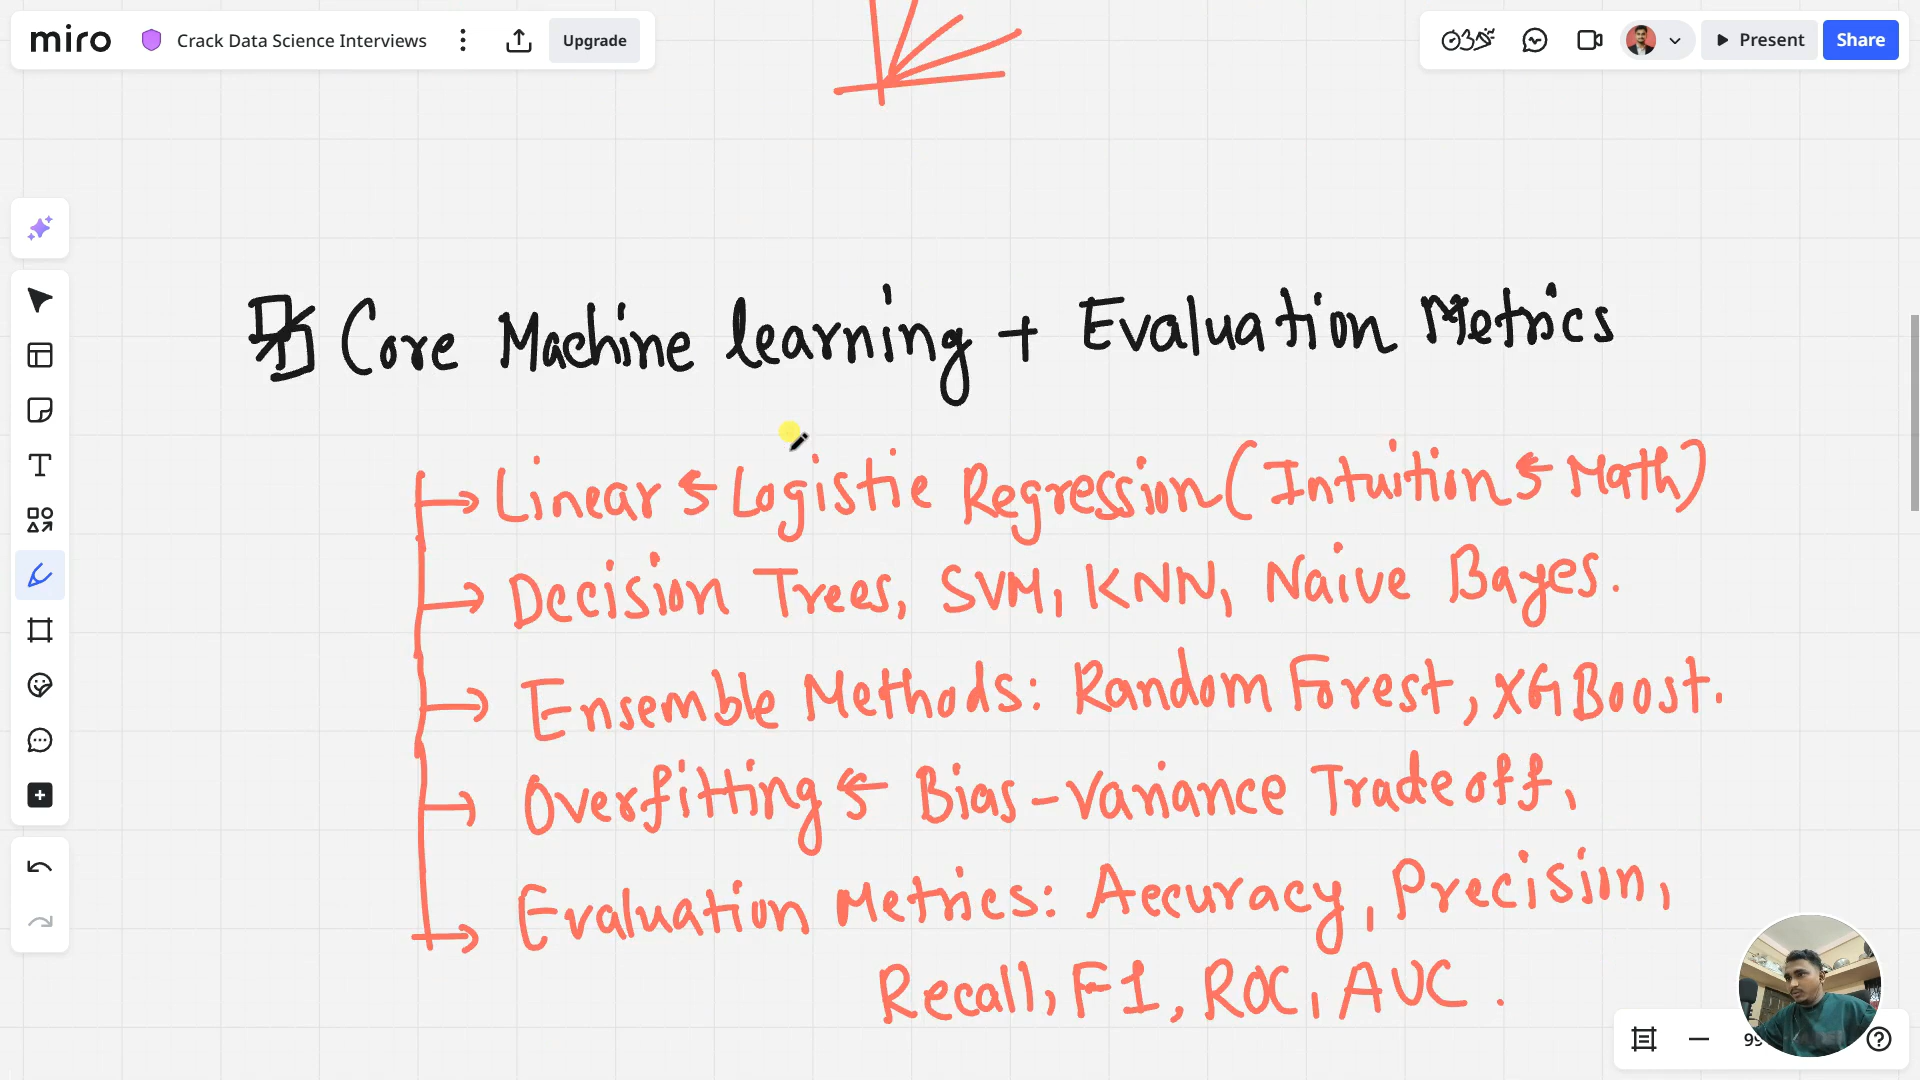 miro Crack Data Science Interviews Upgrade Present Share
Core Machine learning + Evaluation Metrics
Linear & Logistic Regression (Intuition & Math)
Decision Trees, SVM, KNN, Naive Bayes.
Ensemble Methods: Random Forest, XGBoost.
Overfitting & Bias-Variance Tradeoff,
Evaluation Metrics: Accuracy, Precision,
Recall, F1, ROC, AUC.